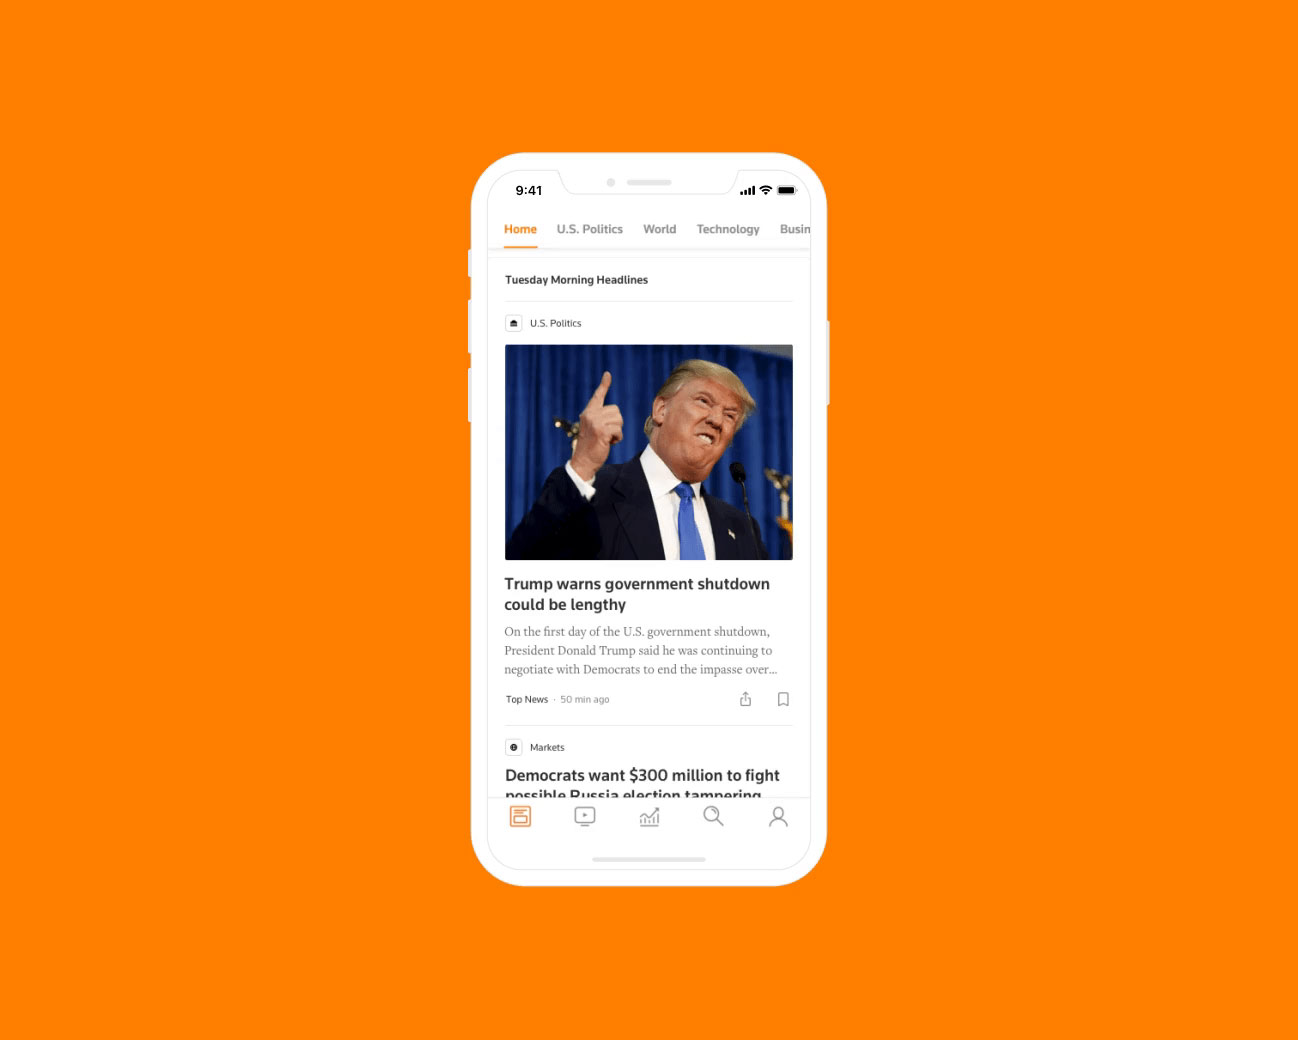 9:41
Home U.S. Politics World Technology Busin
Tuesday Morning Headlines
U.S. Politics
Trump warns government shutdown
could be lengthy
On the first day of the U.S. government shutdown,
President Donald Trump said he was continuing to
negotiate with Democrats to end the impasse over...
Top News · 50 min ago
Markets
Democrats want $300 million to fight
possible Russia election tampering